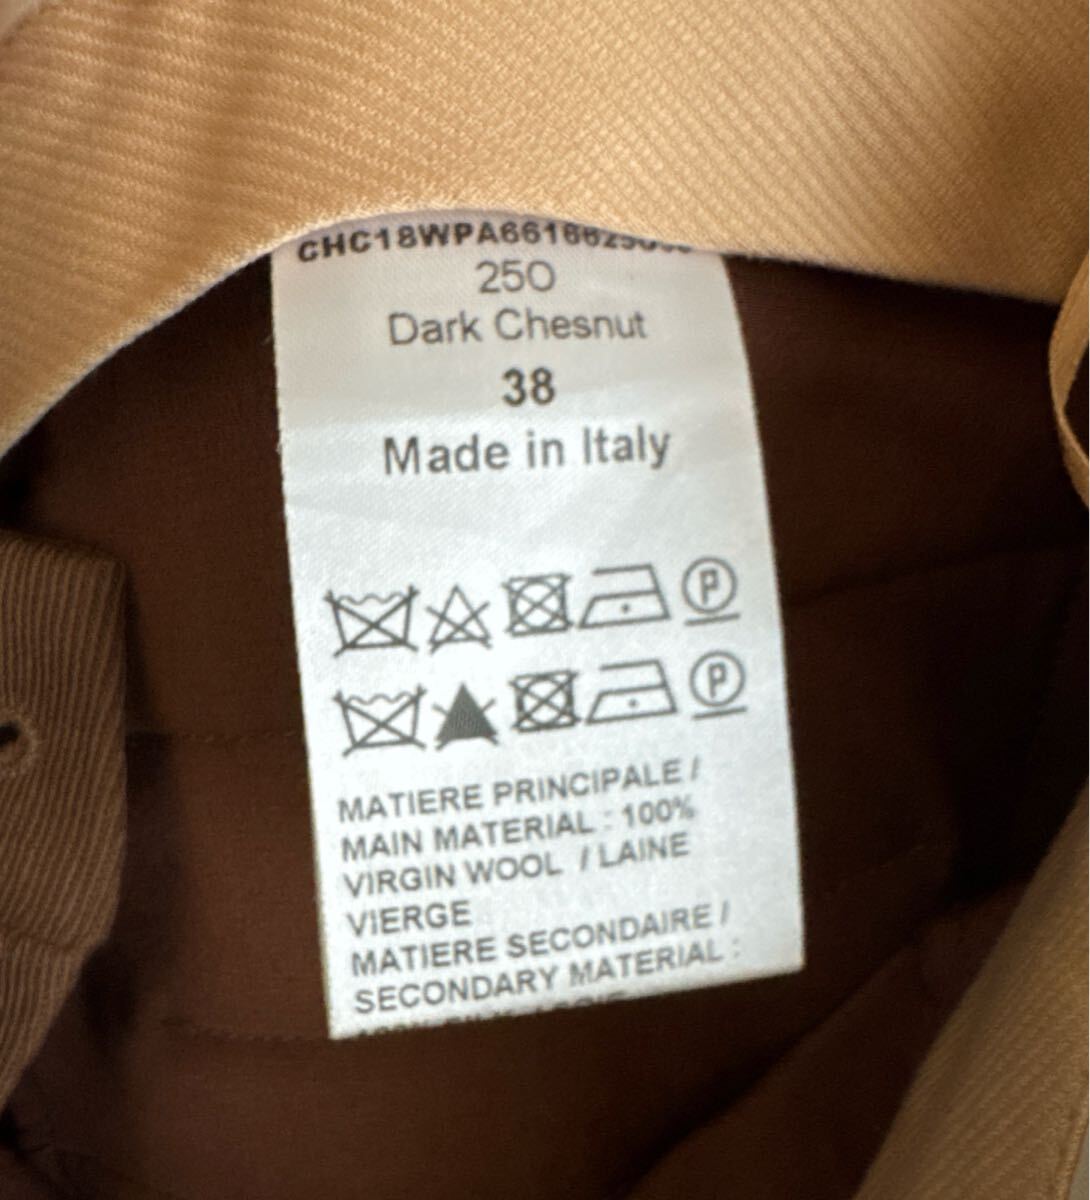 250
Dark Chesnut
38
Made in Italy
P
P
MATIERE PRINCIPALE /
MAIN MATERIAL : 100%
VIRGIN WOOL / LAINE
VIERGE
MATIERE SECONDAIRE /
SECONDARY MATERIAL :